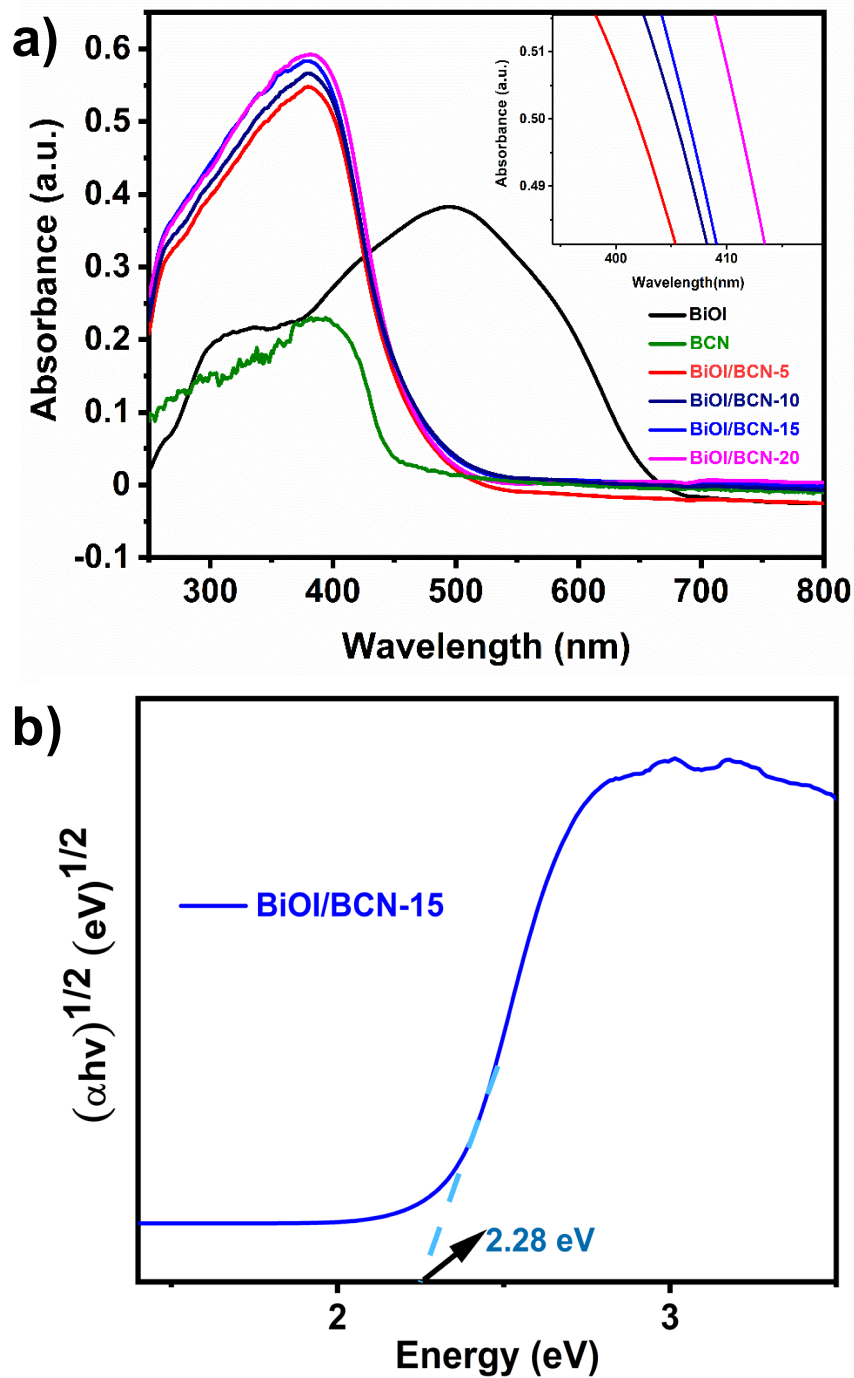 a)
0.6
0.5
0.4
0.3
0.2
0.1
0
-0.1
Absorbance (a.u.)
300 400 500 600 700 800
Wavelength (nm)
0.51
0.50
0.49
Absorbance (a.u.)
400 410
Wavelength(nm)
BiOI
BCN
BiOI/BCN-5
BiOI/BCN-10
BiOI/BCN-15
BiOI/BCN-20
b)
(αhv)1/2 (eV)1/2
BiOI/BCN-15
2.28 eV
2 3
Energy (eV)